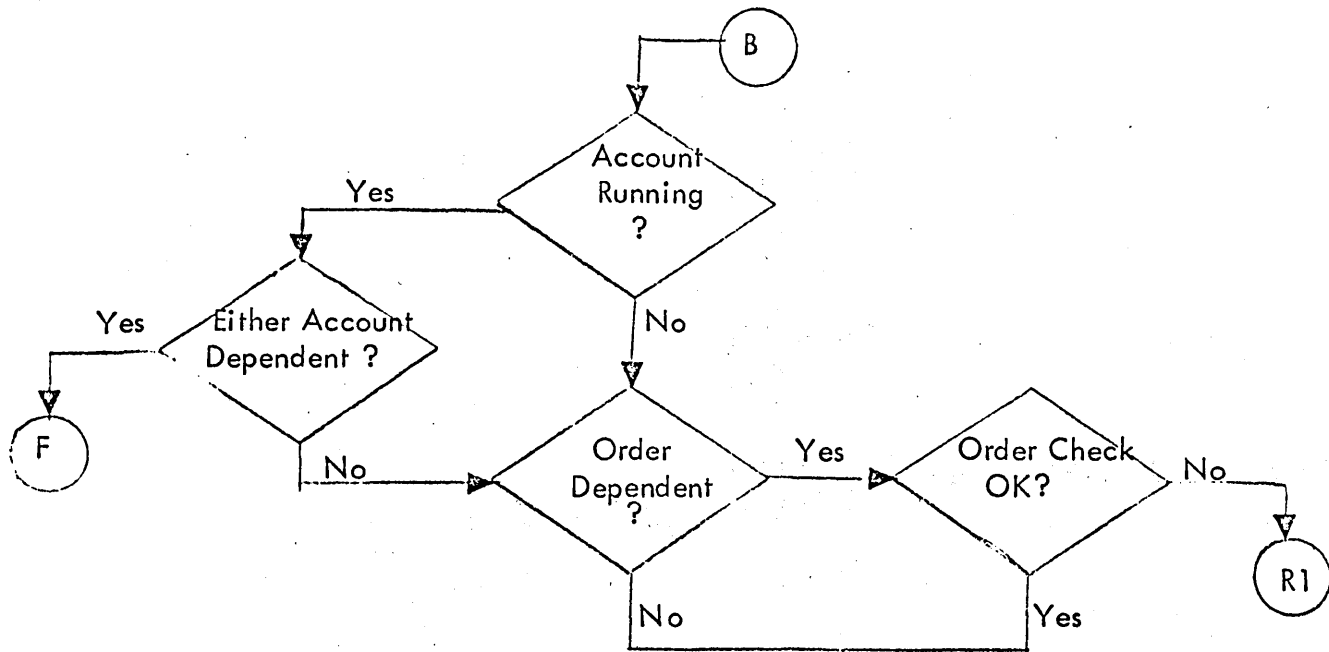 B
Account
Running
?
Yes
No
Either Account
Dependent ?
Yes
F
No
Order
Dependent
?
Yes
Order Check
OK?
No
R1
No
Yes